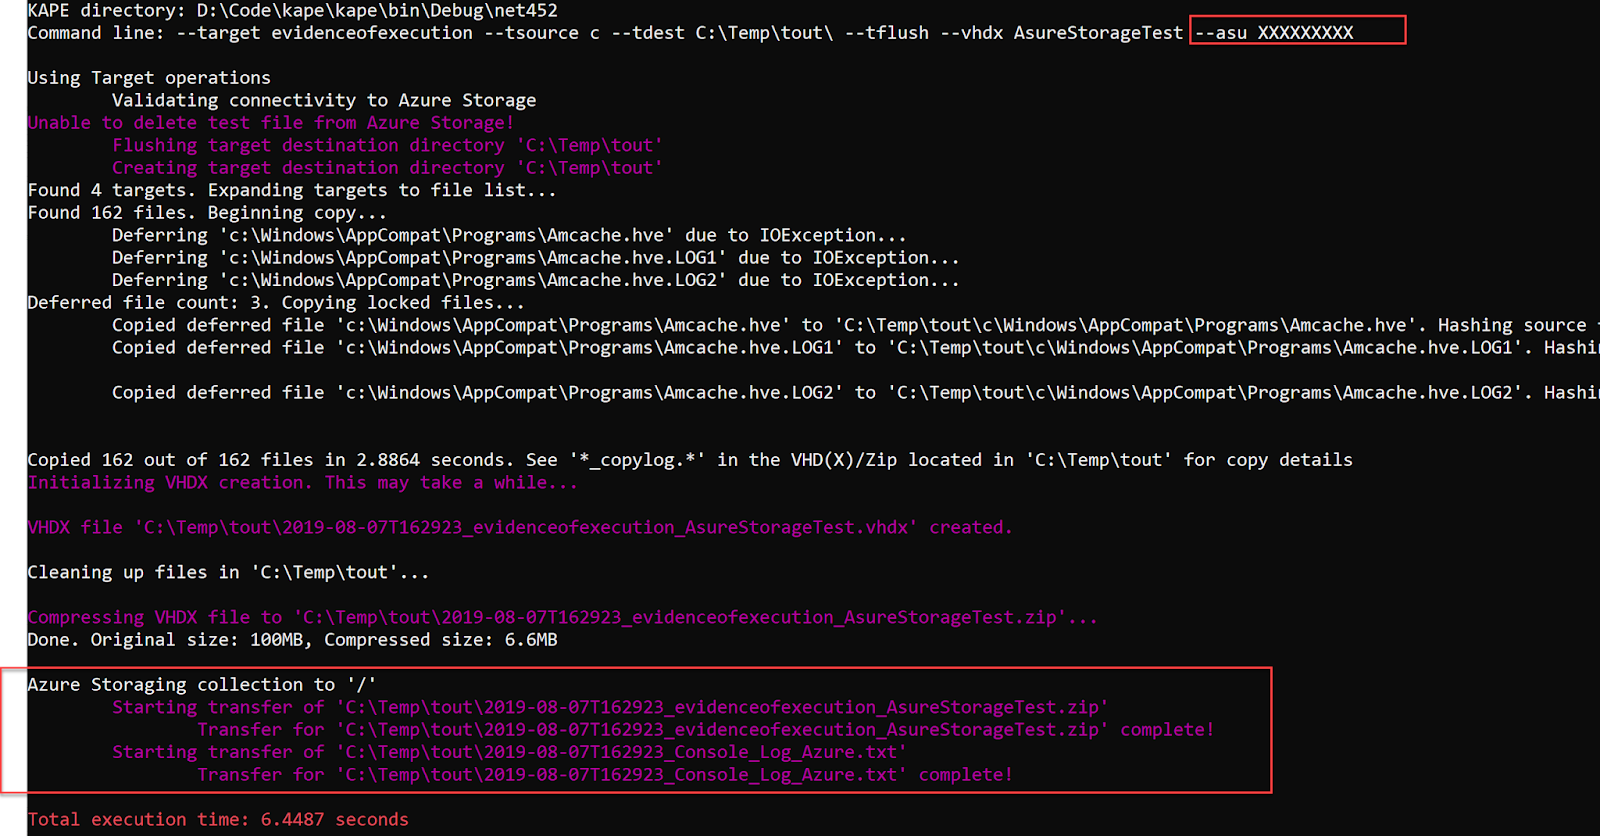 KAPE directory: D:\Code\kape\kape\bin\Debug\net452
Command line: --target evidenceofexecution --tsource c --tdest C:\Temp\tout\ --tflush --vhdx AsureStorageTest --asu XXXXXXXXX
Using Target operations
Validating connectivity to Azure Storage
Unable to delete test file from Azure Storage!
Flushing target destination directory 'C:\Temp\tout'
Creating target destination directory 'C:\Temp\tout'
Found 4 targets. Expanding targets to file list...
Found 162 files. Beginning copy...
Deferring 'c:\Windows\AppCompat\Programs\Amcache.hve' due to IOException...
Deferring 'c:\Windows\AppCompat\Programs\Amcache.hve.LOG1' due to IOException...
Deferring 'c:\Windows\AppCompat\Programs\Amcache.hve.LOG2' due to IOException...
Deferred file count: 3. Copying locked files...
Copied deferred file 'c:\Windows\AppCompat\Programs\Amcache.hve' to 'C:\Temp\tout\c\Windows\AppCompat\Programs\Amcache.hve'. Hashing source
Copied deferred file 'c:\Windows\AppCompat\Programs\Amcache.hve.LOG1' to 'C:\Temp\tout\c\Windows\AppCompat\Programs\Amcache.hve.LOG1'. Hashi
Copied deferred file 'c:\Windows\AppCompat\Programs\Amcache.hve.LOG2' to 'C:\Temp\tout\c\Windows\AppCompat\Programs\Amcache.hve.LOG2'. Hashi
Copied 162 out of 162 files in 2.8864 seconds. See '*_copylog.*' in the VHD(X)/Zip located in 'C:\Temp\tout' for copy details
Initializing VHDX creation. This may take a while...
VHDX file 'C:\Temp\tout\2019-08-07T162923_evidenceofexecution_AsureStorageTest.vhdx' created.
Cleaning up files in 'C:\Temp\tout'...
Compressing VHDX file to 'C:\Temp\tout\2019-08-07T162923_evidenceofexecution_AsureStorageTest.zip'...
Done. Original size: 100MB, Compressed size: 6.6MB
Azure Storaging collection to '/'
Starting transfer of 'C:\Temp\tout\2019-08-07T162923_evidenceofexecution_AsureStorageTest.zip'
Transfer for 'C:\Temp\tout\2019-08-07T162923_evidenceofexecution_AsureStorageTest.zip' complete!
Starting transfer of 'C:\Temp\tout\2019-08-07T162923_Console_Log_Azure.txt'
Transfer for 'C:\Temp\tout\2019-08-07T162923_Console_Log_Azure.txt' complete!
Total execution time: 6.4487 seconds